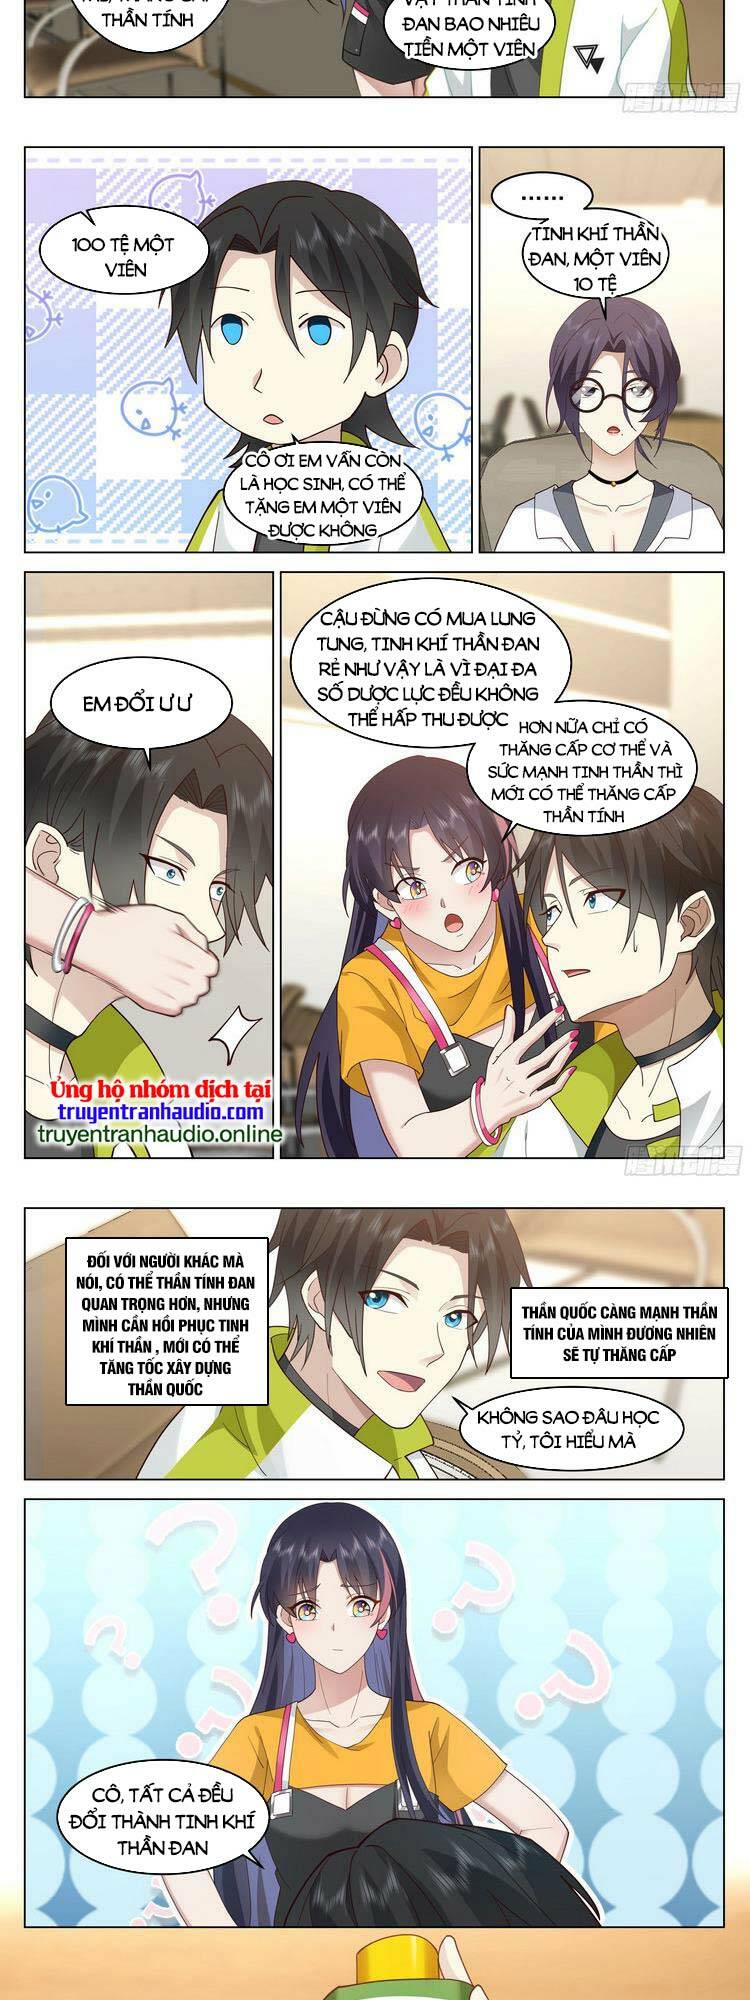 THẦN TÍNH
ĐAN BAO NHIÊU
TIỀN MỘT VIÊN
100 TỆ MỘT
VIÊN
......
TINH KHÍ THẦN
ĐAN, MỘT VIÊN
10 TỆ
CÔ ƠI EM VẪN CÒN
LÀ HỌC SINH, CÓ THỂ
TẶNG EM MỘT VIÊN
ĐƯỢC KHÔNG
EM ĐỔI Ư Ư
CẬU ĐỪNG CÓ MUA LUNG
TUNG, TINH KHÍ THẦN ĐAN
RẺ NHƯ VẬY LÀ VÌ ĐẠI ĐA
SỐ DƯỢC LỰC ĐỀU KHÔNG
THỂ HẤP THU ĐƯỢC
HƠN NỮA CHỈ CÓ
THĂNG CẤP CƠ THỂ VÀ
SỨC MẠNH TINH THẦN THÌ
MỚI CÓ THỂ THĂNG CẤP
THẦN TÍNH
Ủng hộ nhóm dịch tại
truyentranhaudio.com
truyentranhaudio.online
腾讯动漫
ĐỐI VỚI NGƯỜI KHÁC MÀ
NÓI, CÓ THỂ THẦN TÍNH ĐAN
QUAN TRỌNG HƠN, NHƯNG
MÌNH CẦN HỒI PHỤC TINH
KHÍ THẦN , MỚI CÓ THỂ
TĂNG TỐC XÂY DỰNG
THẦN QUỐC
THẦN QUỐC CÀNG MẠNH THẦN
TÍNH CỦA MÌNH ĐƯƠNG NHIÊN
SẼ TỰ THĂNG CẤP
KHÔNG SAO ĐÂU HỌC
TỶ, TÔI HIỂU MÀ
CÔ, TẤT CẢ ĐỀU
ĐỔI THÀNH TINH KHÍ
THẦN ĐAN